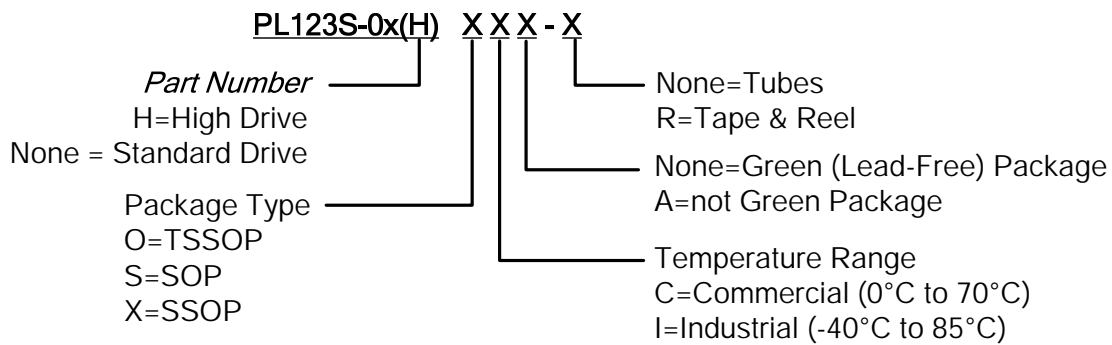 PL123S-0x(H) X X X - X
Part Number
H=High Drive
None = Standard Drive
Package Type
O=TSSOP
S=SOP
X=SSOP
None=Tubes
R=Tape & Reel
None=Green (Lead-Free) Package
A=not Green Package
Temperature Range
C=Commercial (0°C to 70°C)
I=Industrial (-40°C to 85°C)